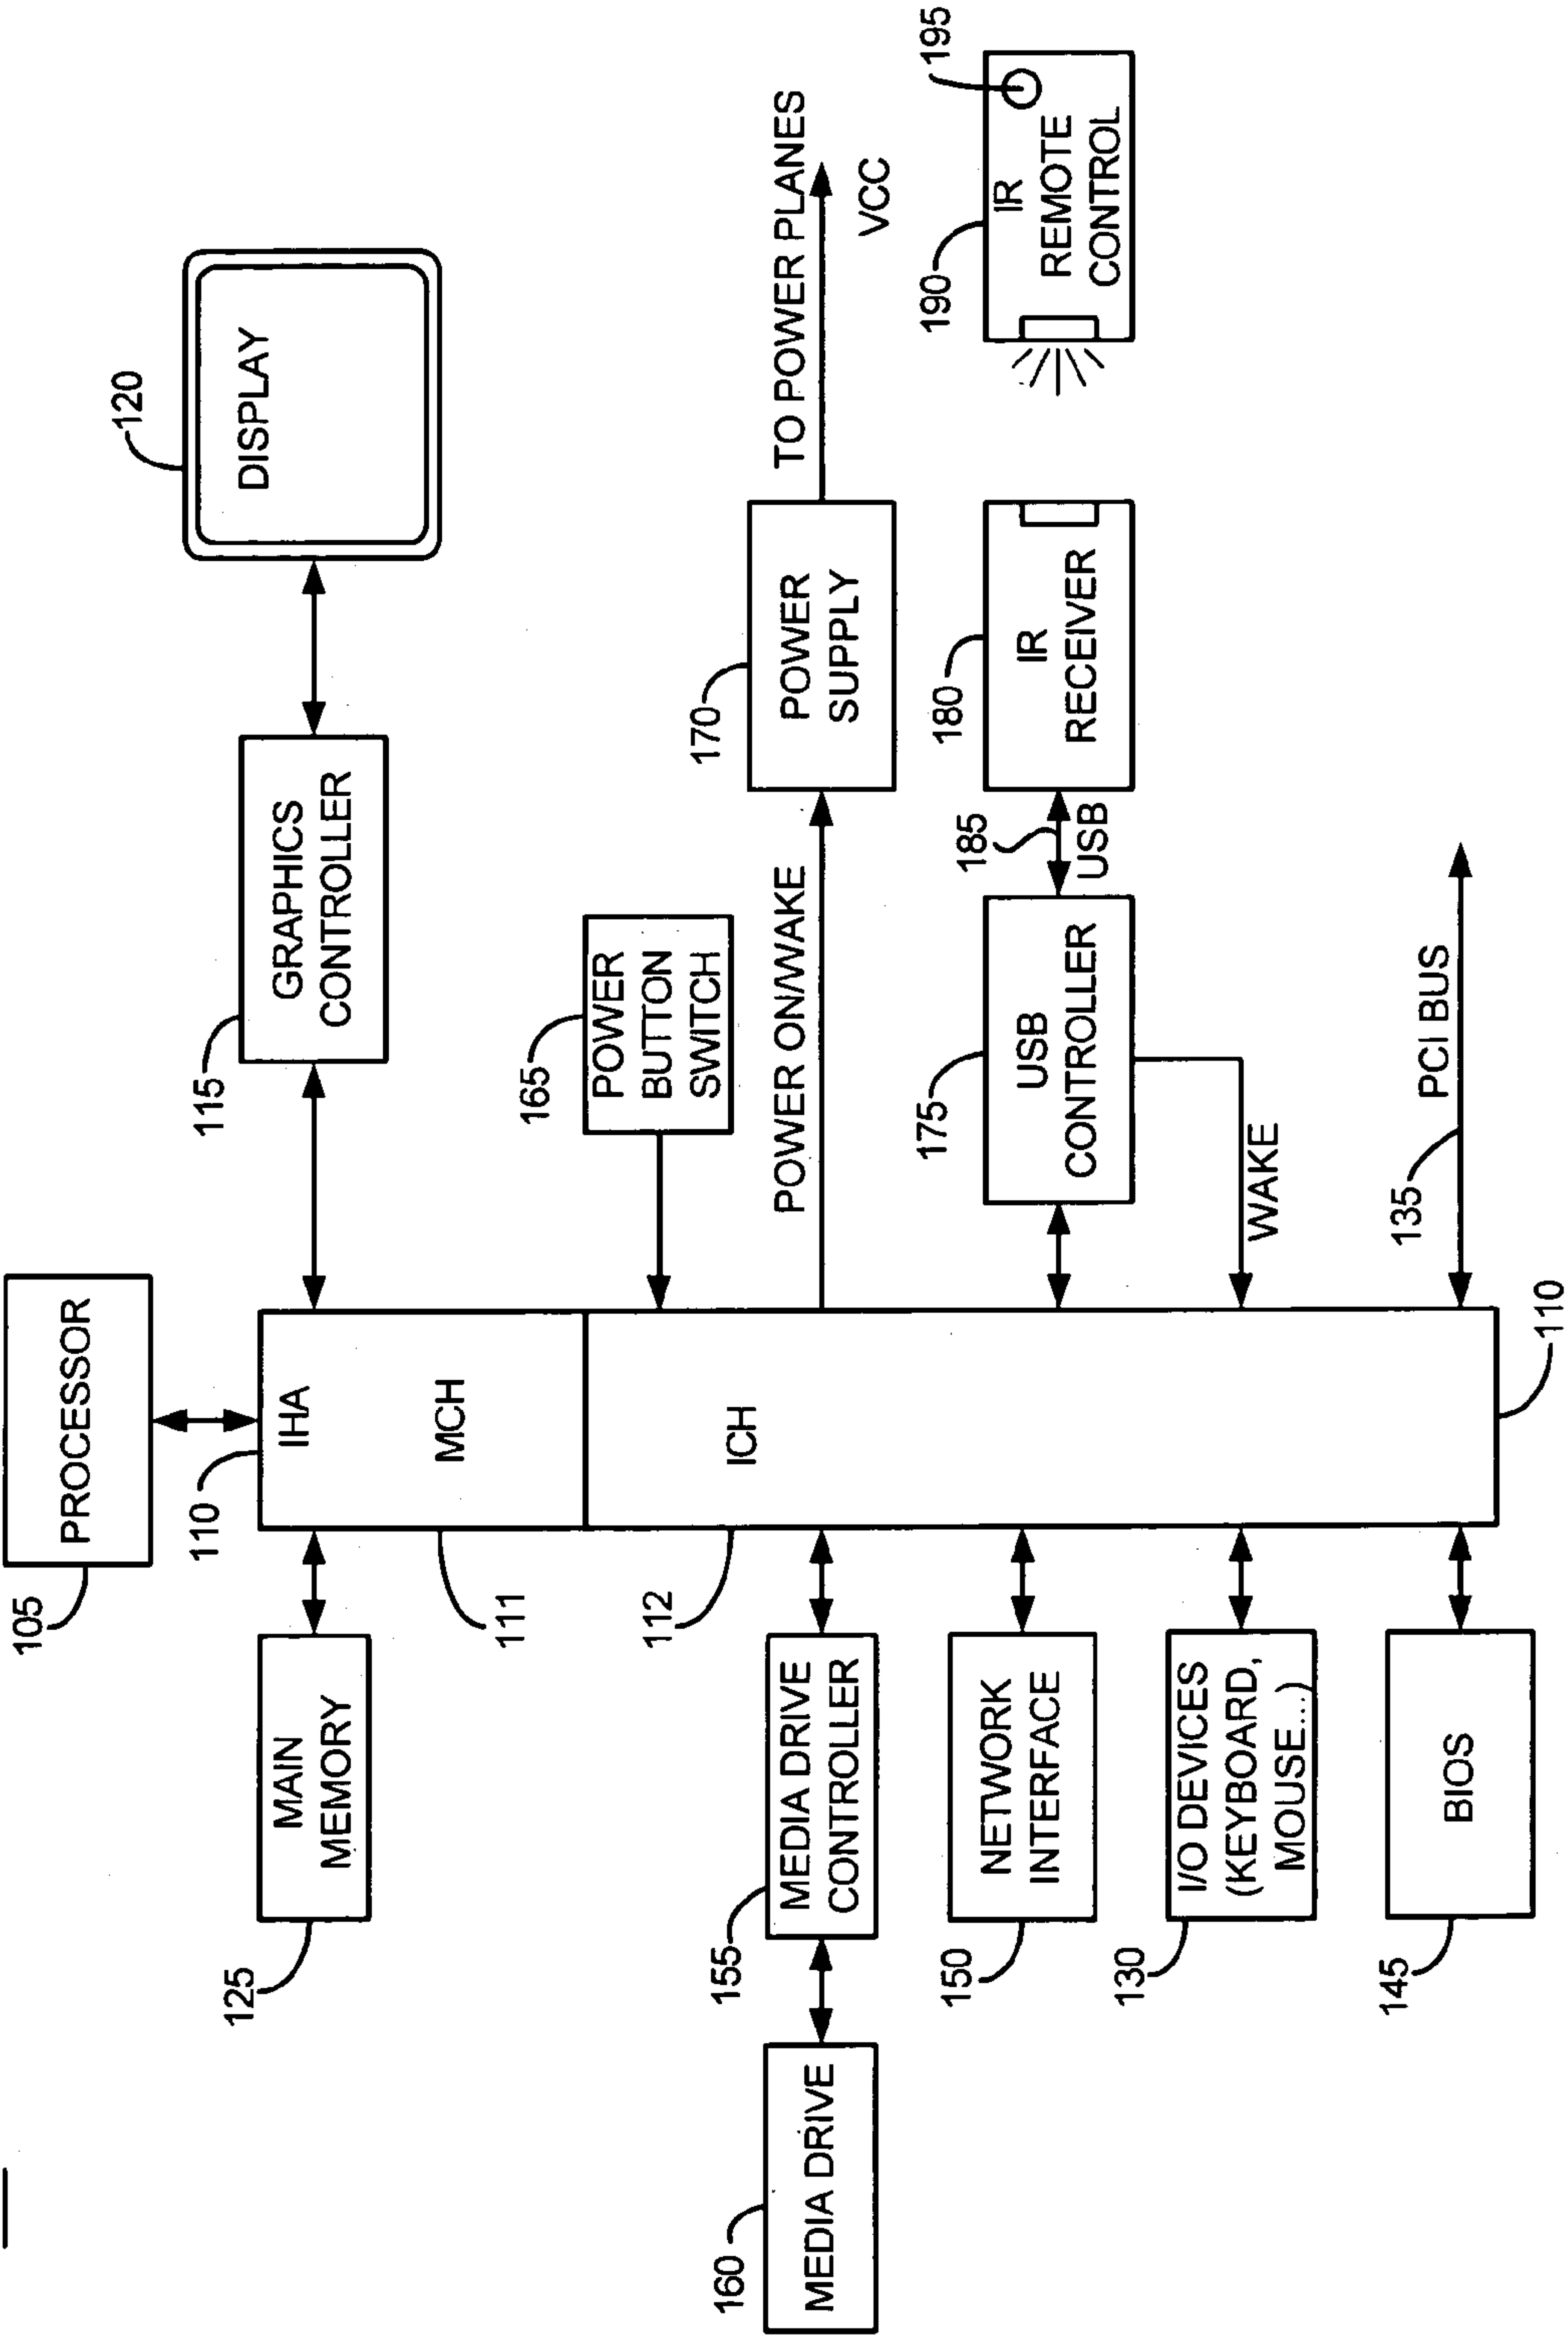 105
PROCESSOR
110
IHA
MCH
111
ICH
112
110
125
MAIN
MEMORY
115
GRAPHICS
CONTROLLER
120
DISPLAY
165
POWER
BUTTON
SWITCH
160
MEDIA DRIVE
155
MEDIA DRIVE
CONTROLLER
POWER ON/WAKE
170
POWER
SUPPLY
TO POWER PLANES
VCC
150
NETWORK
INTERFACE
175
USB
CONTROLLER
185
USB
180
IR
RECEIVER
190
IR
REMOTE
CONTROL
195
130
I/O DEVICES
(KEYBOARD,
MOUSE...)
WAKE
145
BIOS
135
PCI BUS